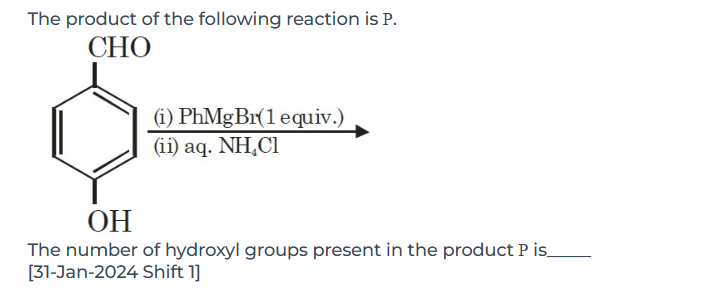 The product of the following reaction is P.
CHO
(i) PhMgBr(1 equiv.)
(ii) aq. NH₄Cl
OH
The number of hydroxyl groups present in the product P is_____
[31-Jan-2024 Shift 1]